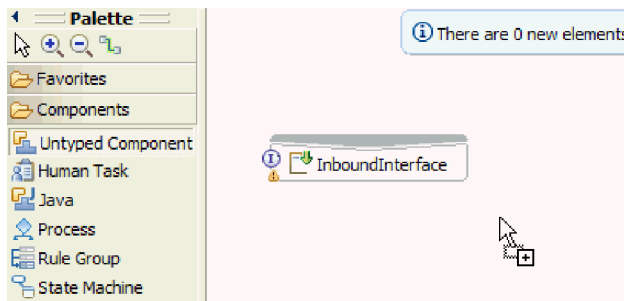 Palette
There are 0 new elements
Favorites
Components
Untyped Component
InboundInterface
Human Task
Java
Process
Rule Group
State Machine